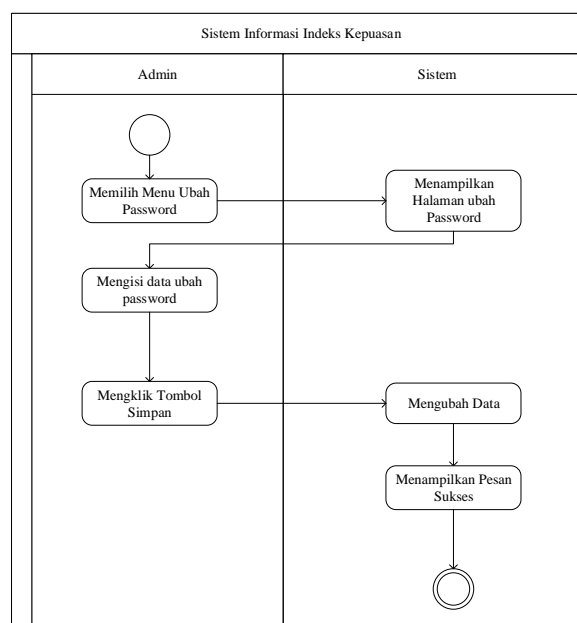 Sistem Informasi Indeks Kepuasan
Admin
Sistem
Memilih Menu Ubah
Password
Menampilkan
Halaman ubah
Password
Mengisi data ubah
password
Mengklik Tombol
Simpan
Mengubah Data
Menampilkan Pesan
Sukses